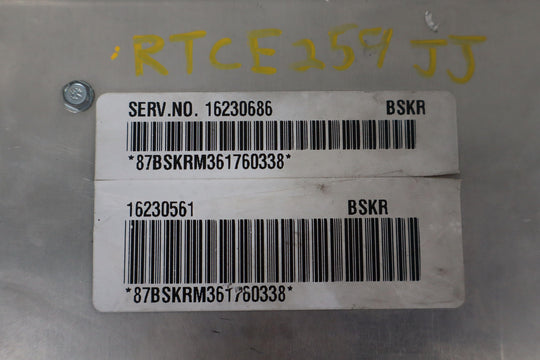 RTCE259 JJ
SERV.NO. 16230686 BSKR
*87BSKRM361760338*
16230561 BSKR
*87BSKRM361760338*